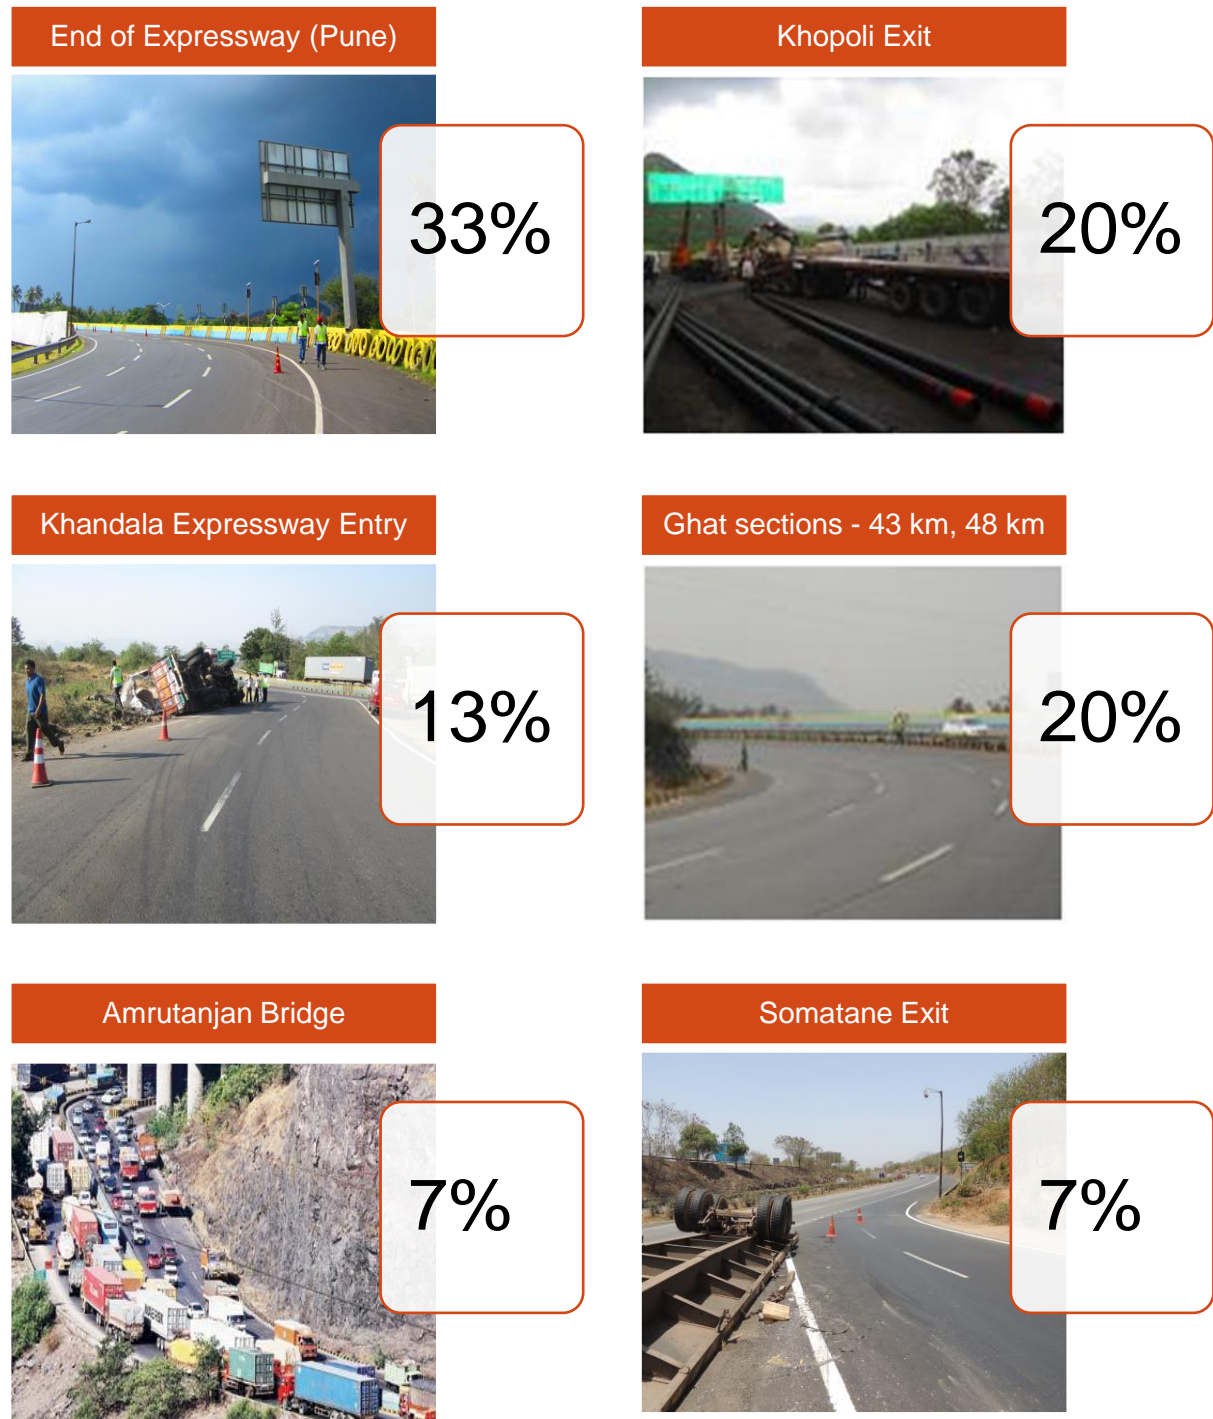 End of Expressway (Pune)
33%
Khopoli Exit
20%
Khandala Expressway Entry
13%
Ghat sections - 43 km, 48 km
20%
Amrutanjan Bridge
7%
Somatane Exit
7%